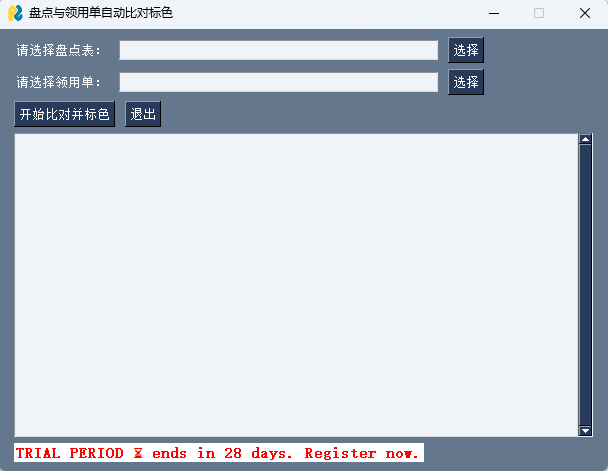 盘点与领用单自动比对标色
请选择盘点表： 选择
请选择领用单： 选择
开始比对并标色 退出
TRIAL PERIOD ⏳ ends in 28 days. Register now.